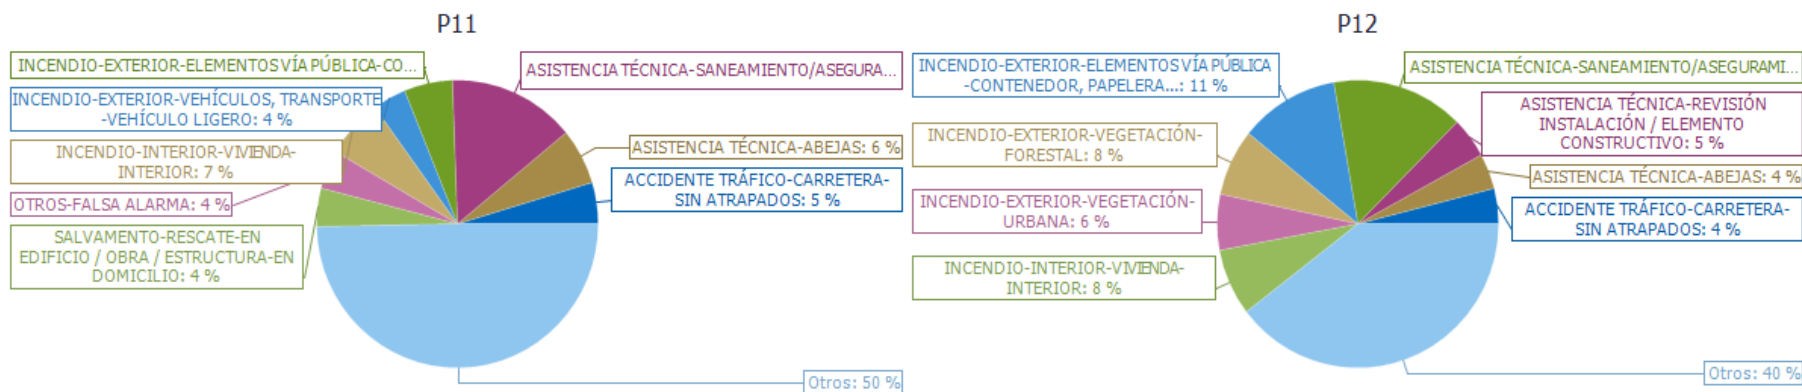 P11
INCENDIO-EXTERIOR-ELEMENTOS VÍA PÚBLICA-CO...
INCENDIO-EXTERIOR-VEHÍCULOS, TRANSPORTE
-VEHÍCULO LIGERO: 4 %
INCENDIO-INTERIOR-VIVIENDA-
INTERIOR: 7 %
OTROS-FALSA ALARMA: 4 %
SALVAMENTO-RESCATE-EN
EDIFICIO / OBRA / ESTRUCTURA-EN
DOMICILIO: 4 %
ASISTENCIA TÉCNICA-SANEAMIENTO/ASEGURA...
ASISTENCIA TÉCNICA-ABEJAS: 6 %
ACCIDENTE TRÁFICO-CARRETERA-
SIN ATRAPADOS: 5 %
Otros: 50 %
P12
INCENDIO-EXTERIOR-ELEMENTOS VÍA PÚBLICA
-CONTENEDOR, PAPELERA...: 11 %
INCENDIO-EXTERIOR-VEGETACIÓN-
FORESTAL: 8 %
INCENDIO-EXTERIOR-VEGETACIÓN-
URBANA: 6 %
INCENDIO-INTERIOR-VIVIENDA-
INTERIOR: 8 %
ASISTENCIA TÉCNICA-SANEAMIENTO/ASEGURAMI...
ASISTENCIA TÉCNICA-REVISIÓN
INSTALACIÓN / ELEMENTO
CONSTRUCTIVO: 5 %
ASISTENCIA TÉCNICA-ABEJAS: 4 %
ACCIDENTE TRÁFICO-CARRETERA-
SIN ATRAPADOS: 4 %
Otros: 40 %